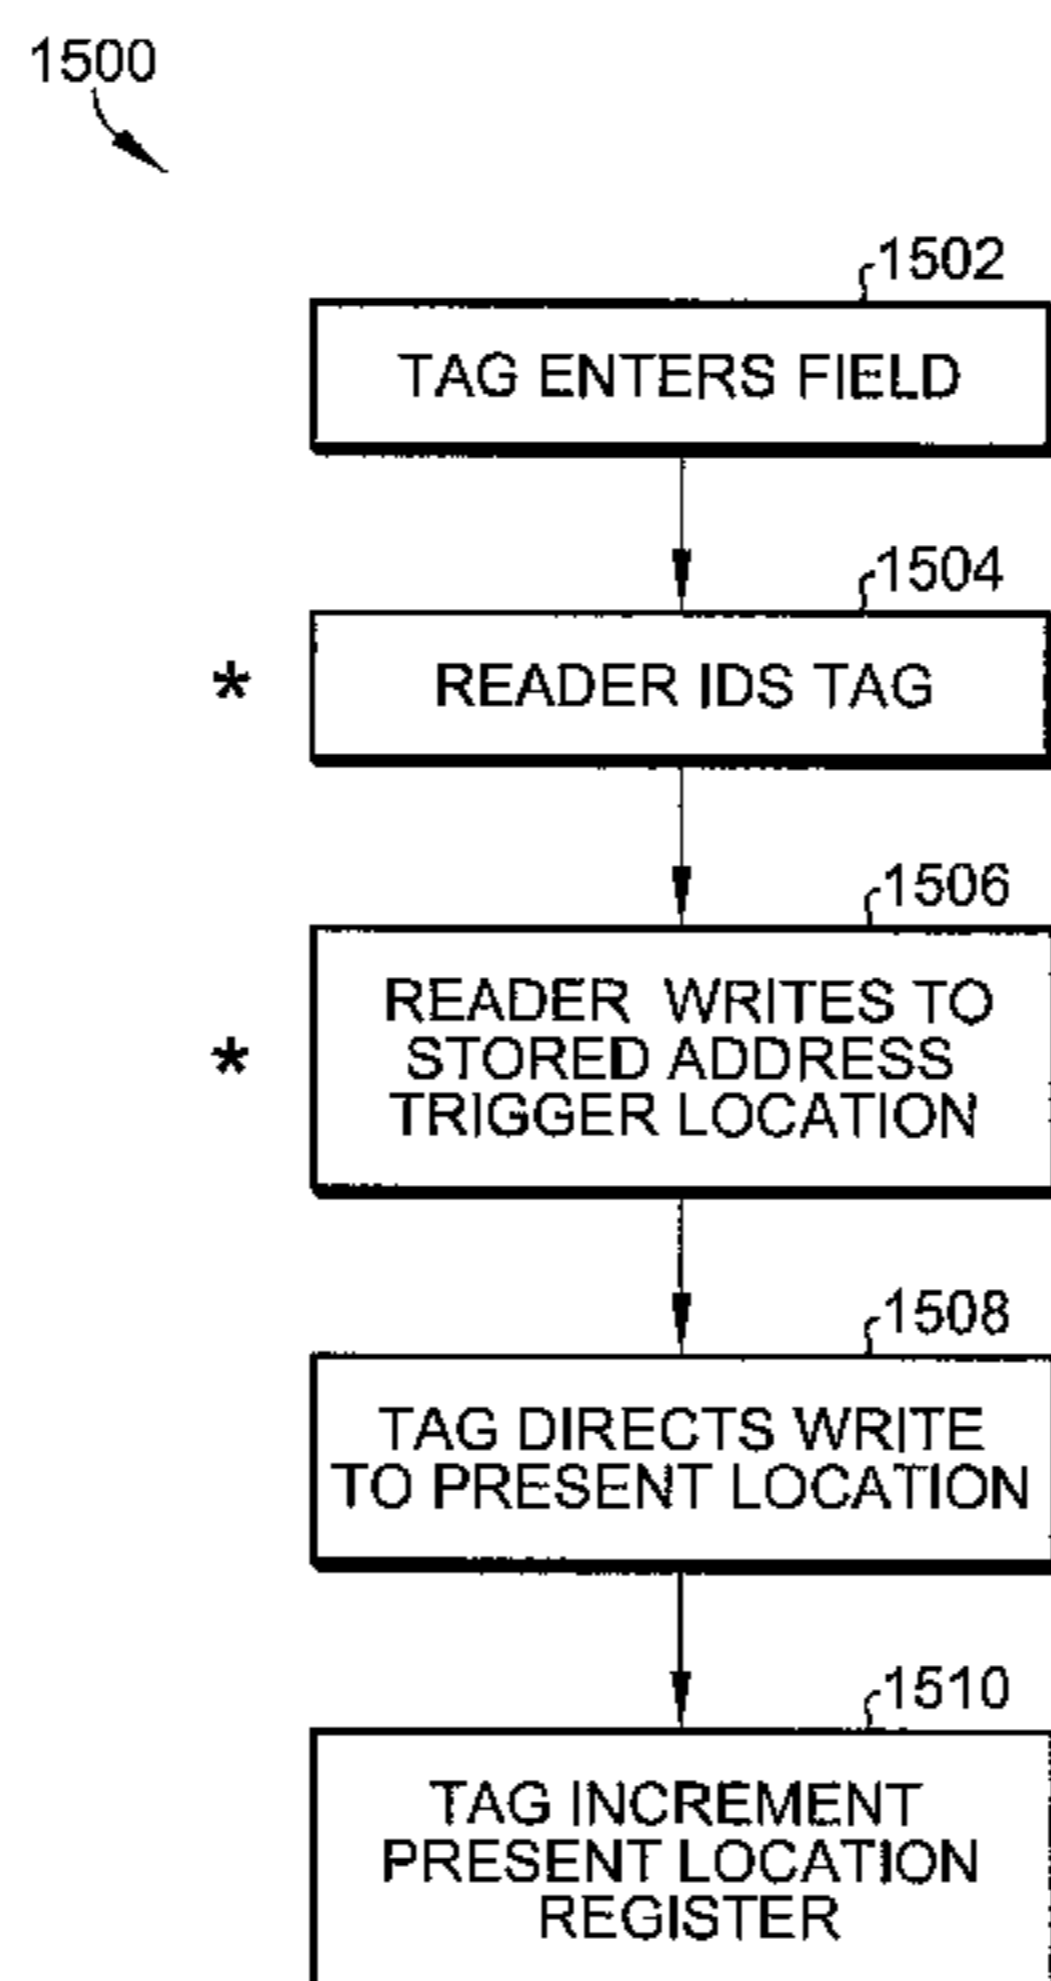 1500
1502
TAG ENTERS FIELD
1504
* READER IDS TAG
1506
READER WRITES TO
* STORED ADDRESS
TRIGGER LOCATION
1508
TAG DIRECTS WRITE
TO PRESENT LOCATION
1510
TAG INCREMENT
PRESENT LOCATION
REGISTER